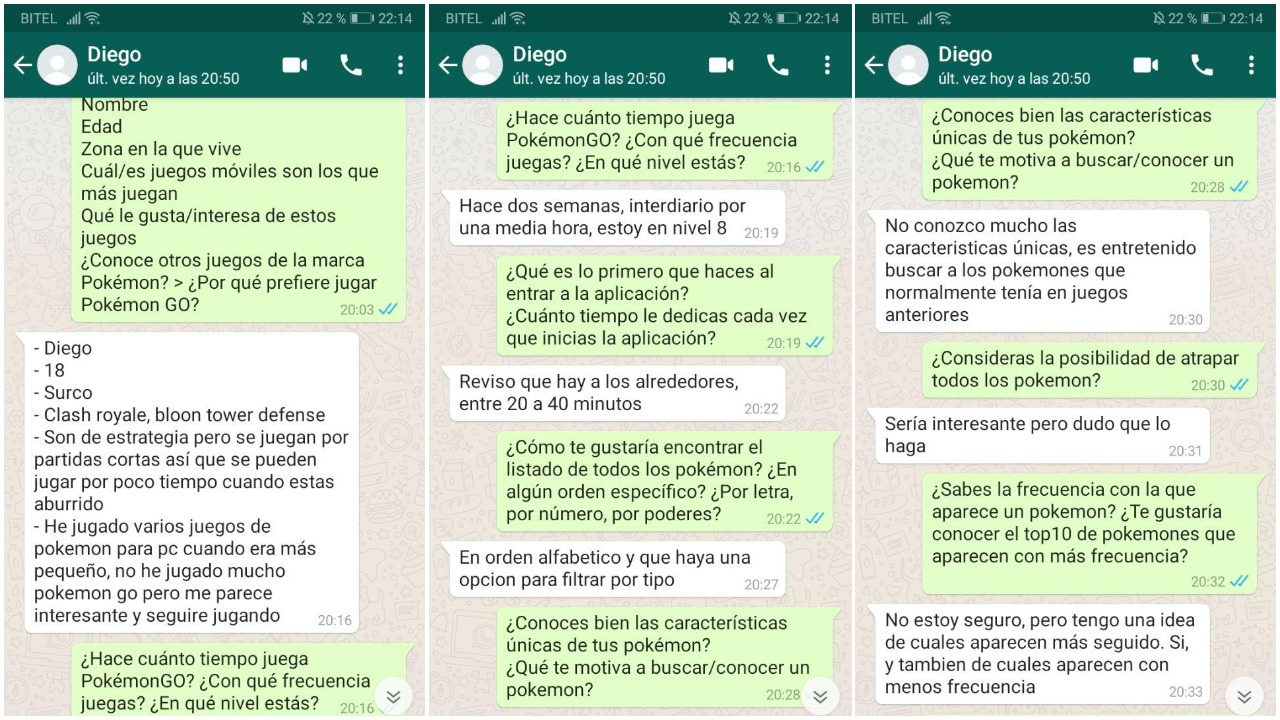 BITEL 22 % 22:14
Diego
últ. vez hoy a las 20:50
Nombre
Edad
Zona en la que vive
Cuál/es juegos móviles son los que
más juegan
Qué le gusta/interesa de estos
juegos
¿Conoce otros juegos de la marca
Pokémon? > ¿Por qué prefiere jugar
Pokémon GO? 20:03
- Diego
- 18
- Surco
- Clash royale, bloon tower defense
- Son de estrategia pero se juegan por
partidas cortas así que se pueden
jugar por poco tiempo cuando estas
aburrido
- He jugado varios juegos de
pokemon para pc cuando era más
pequeño, no he jugado mucho
pokemon go pero me parece
interesante y seguire jugando 20:16
¿Hace cuánto tiempo juega
PokémonGO? ¿Con qué frecuencia
juegas? ¿En qué nivel estás? 20:16
BITEL 22 % 22:14
Diego
últ. vez hoy a las 20:50
¿Hace cuánto tiempo juega
PokémonGO? ¿Con qué frecuencia
juegas? ¿En qué nivel estás? 20:16
Hace dos semanas, interdiario por
una media hora, estoy en nivel 8 20:19
¿Qué es lo primero que haces al
entrar a la aplicación?
¿Cuánto tiempo le dedicas cada vez
que inicias la aplicación? 20:19
Reviso que hay a los alrededores,
entre 20 a 40 minutos 20:22
¿Cómo te gustaría encontrar el
listado de todos los pokémon? ¿En
algún orden específico? ¿Por letra,
por número, por poderes? 20:22
En orden alfabetico y que haya una
opcion para filtrar por tipo 20:27
¿Conoces bien las características
únicas de tus pokémon?
¿Qué te motiva a buscar/conocer un
pokemon? 20:28
BITEL 22 % 22:14
Diego
últ. vez hoy a las 20:50
¿Conoces bien las características
únicas de tus pokémon?
¿Qué te motiva a buscar/conocer un
pokemon? 20:28
No conozco mucho las
caracteristicas únicas, es entretenido
buscar a los pokemones que
normalmente tenía en juegos
anteriores 20:30
¿Consideras la posibilidad de atrapar
todos los pokemon? 20:30
Sería interesante pero dudo que lo
haga 20:31
¿Sabes la frecuencia con la que
aparece un pokemon? ¿Te gustaría
conocer el top10 de pokemones que
aparecen con más frecuencia?
20:32
No estoy seguro, pero tengo una idea
de cuales aparecen más seguido. Si,
y tambien de cuales aparecen con
menos frecuencia 20:33